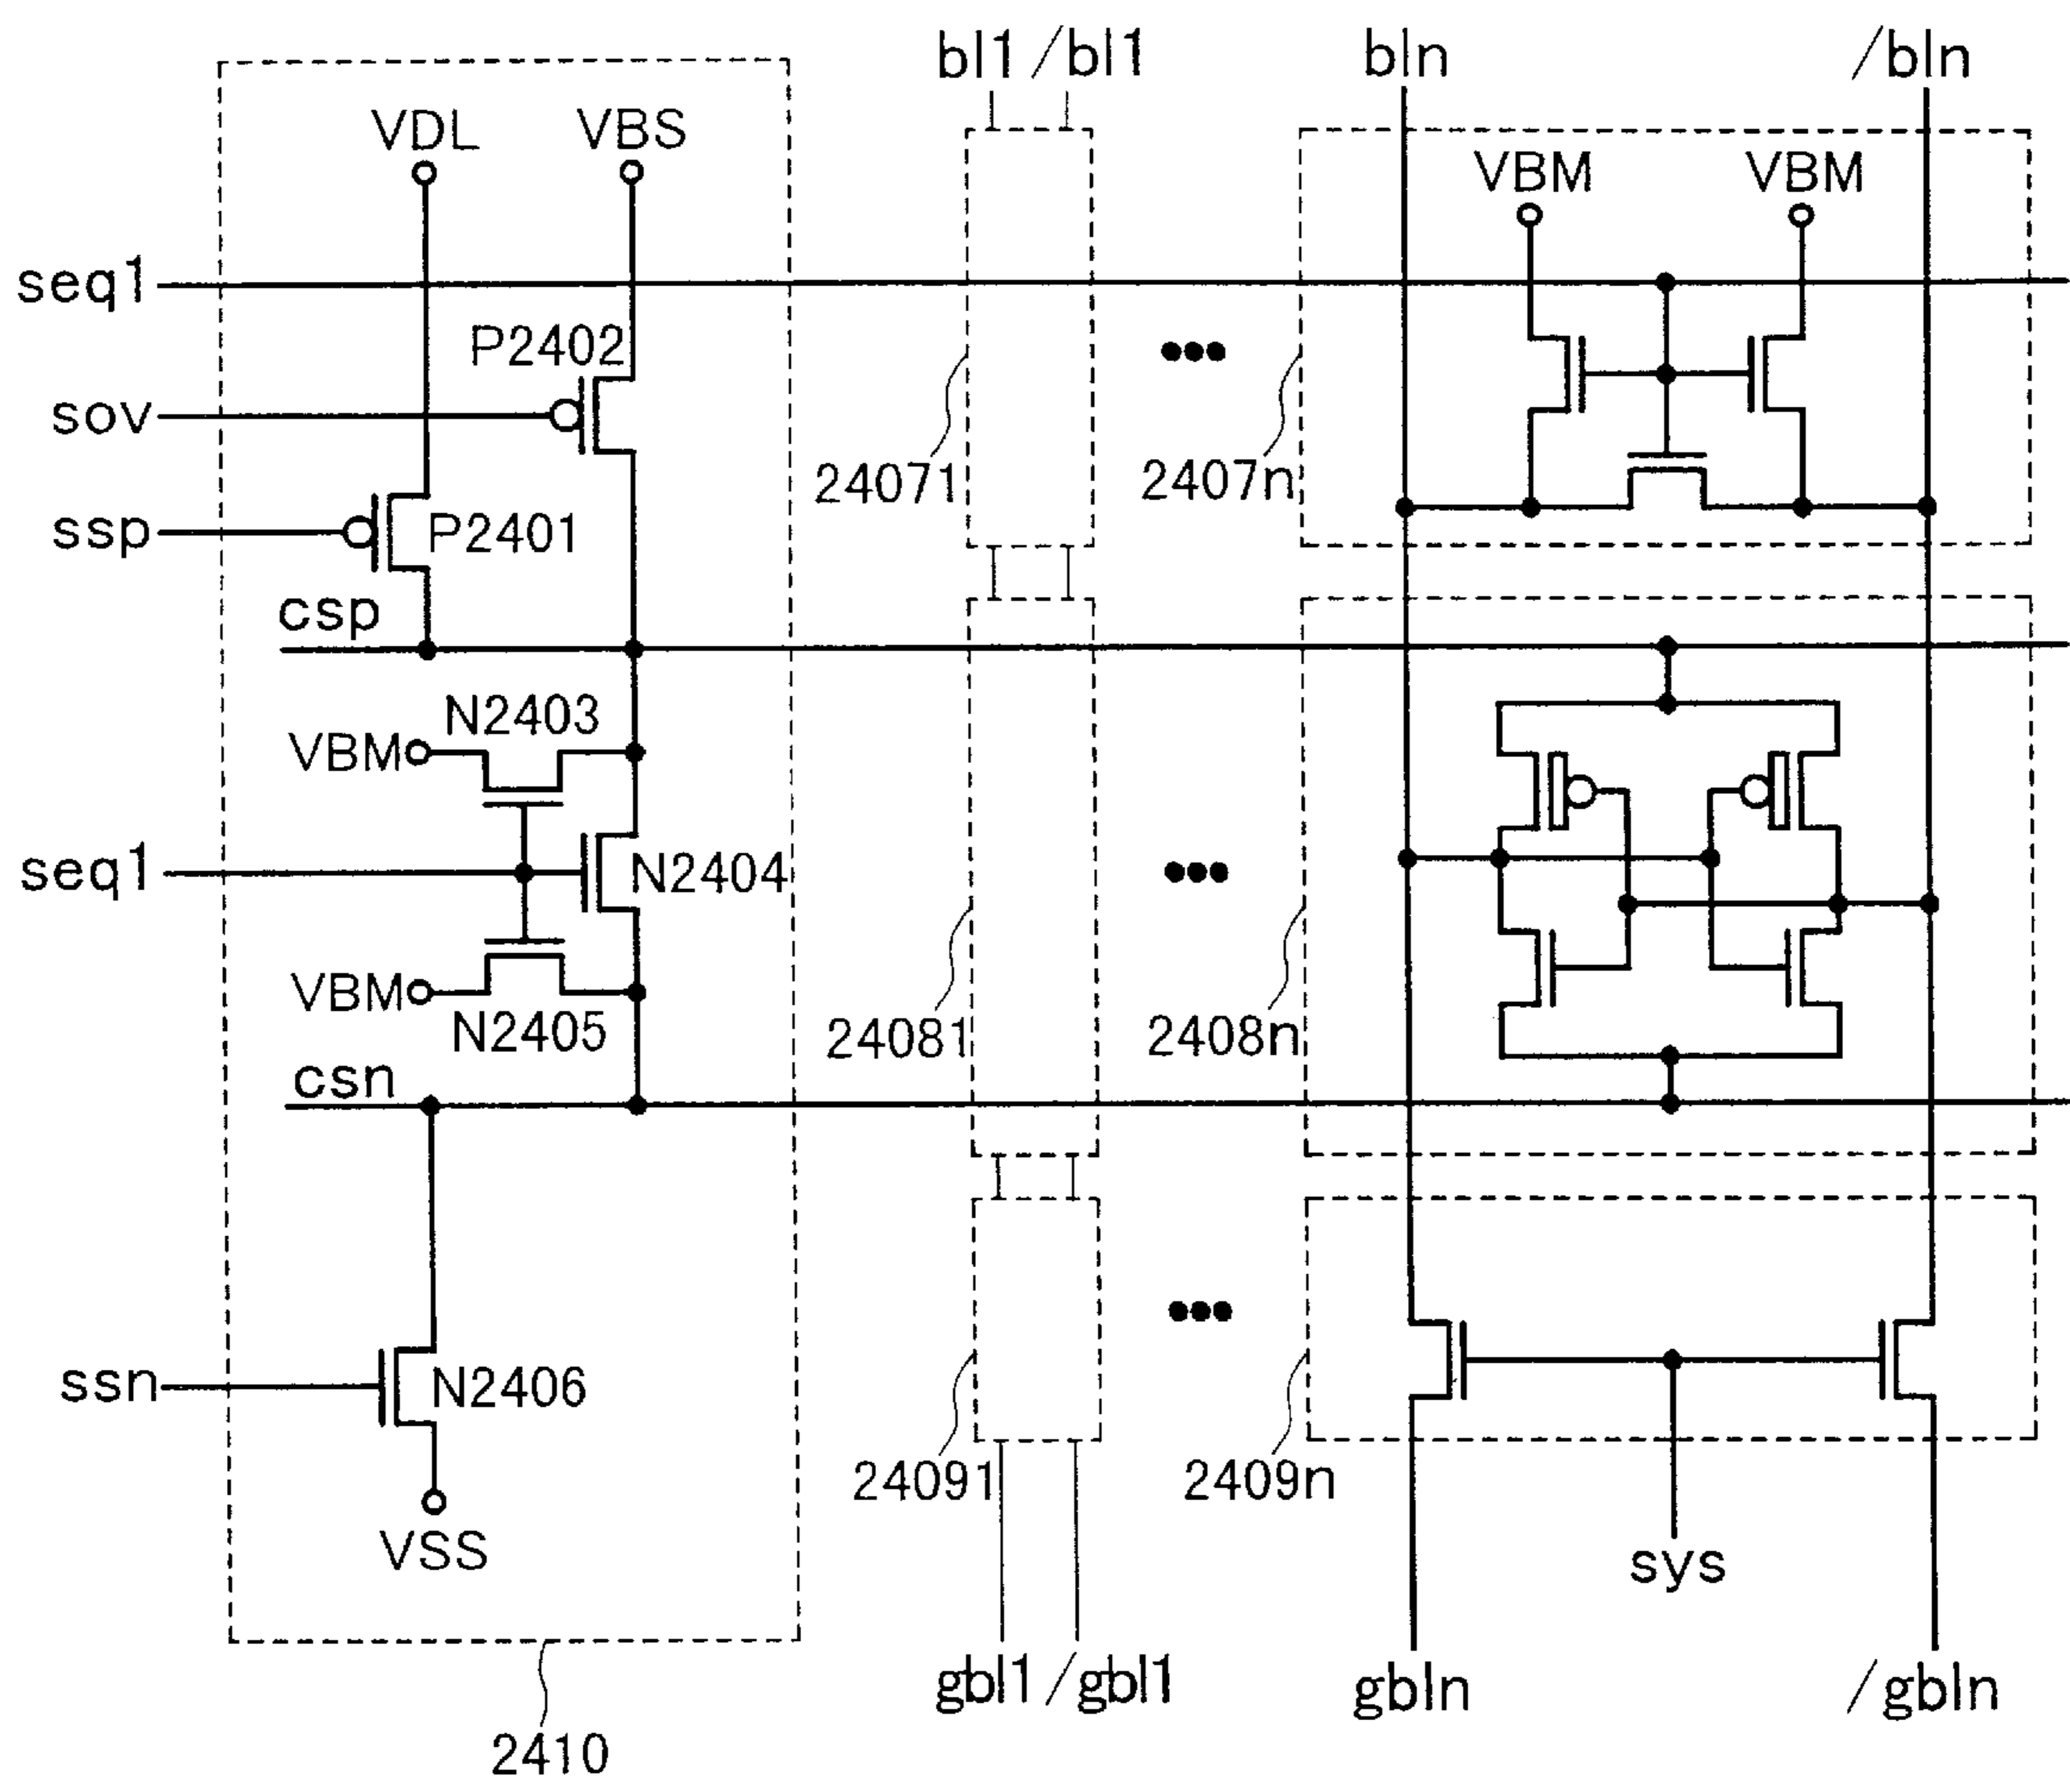 bl1 /bl1
bln
/bln
VDL
VBS
VBM
VBM
seq1
P2402
sov
24071
2407n
ssp
P2401
csp
N2403
VBM
seq1
N2404
VBM
N2405
24081
2408n
csn
ssn
N2406
24091
2409n
VSS
sys
gbl1 /gbl1
gbln
/gbln
2410